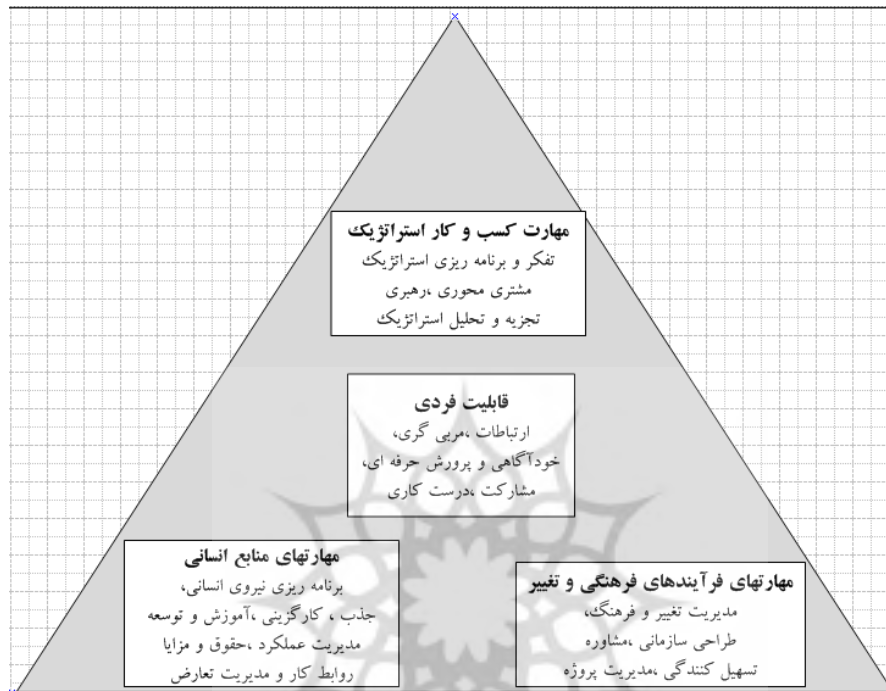 مهارت کسب و کار استراتژیک
تفکر و برنامه ریزی استراتژیک
مشتری محوری ،رهبری
تجزیه و تحلیل استراتژیک
قابلیت فردی
ارتباطات ،مربی گری،
خودآگاهی و پرورش حرفه ای،
مشارکت ،درست کاری
مهارتهای منابع انسانی
برنامه ریزی نیروی انسانی،
جذب ، کارگزینی ،آموزش و توسعه
مدیریت عملکرد ،حقوق و مزایا
روابط کار و مدیریت تعارض
مهارتهای فرآیندهای فرهنگی و تغییر
مدیریت تغییر و فرهنگ،
طراحی سازمانی ،مشاوره
تسهیل کنندگی ،مدیریت پروژه